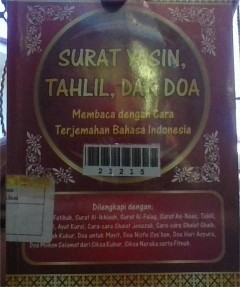 SURAT YASIN,
TAHLIL, DAN DOA
Membaca dengan Cara
Terjemahan Bahasa Indonesia
23215
Dilengkapi dengan:
Fatihah, Surat Al-Ikhlash, Surat Al-Falaq, Surat An-Naas, Tahlil,
Ayat Kursi, Cara-cara Shalat Jenazah, Cara-cara Shalat Ghaib,
Kubur, Doa untuk Mayit, Doa Nisfu Sya'ban, Doa Hari Asyura,
Doa Mohon Selamat dari Siksa Kubur, Siksa Neraka serta Fitnah.